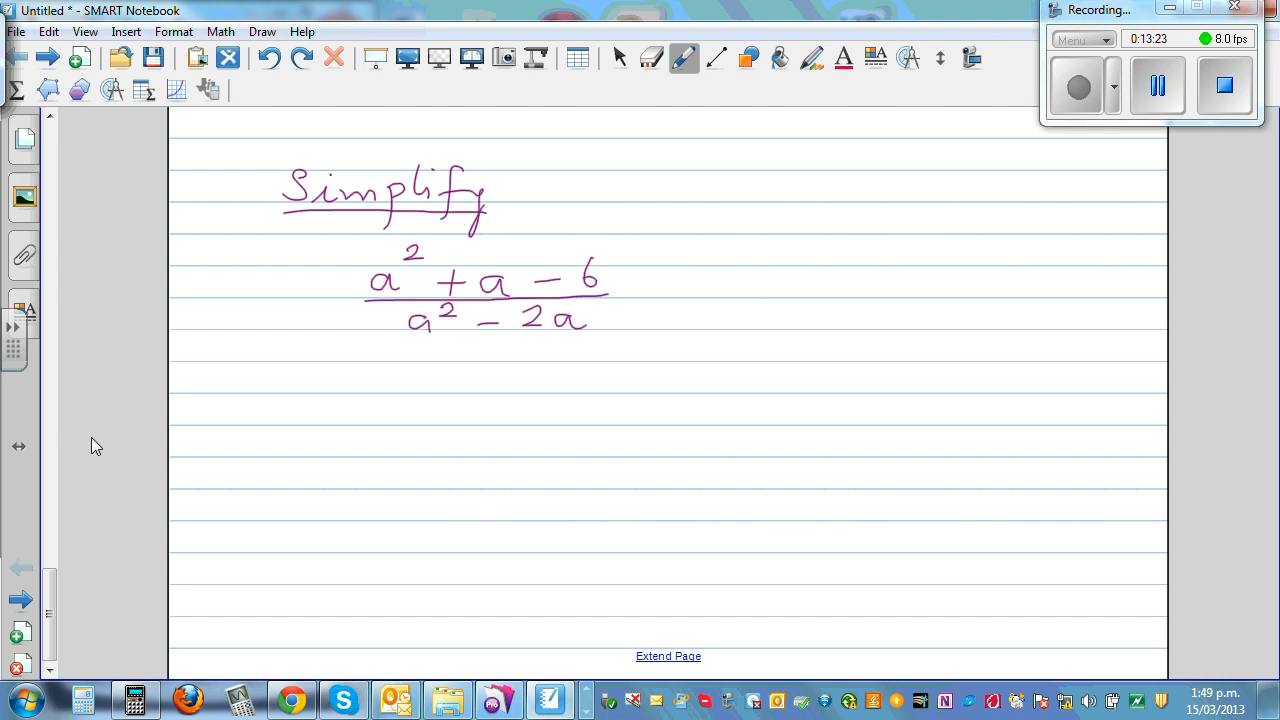 Untitled * - SMART Notebook
Recording...
File Edit View Insert Format Math Draw Help
Menu
0:13:23
8.0 fps
Simplify
a² + a - 6
a² - 2a
Extend Page
1:49 p.m.
15/03/2013